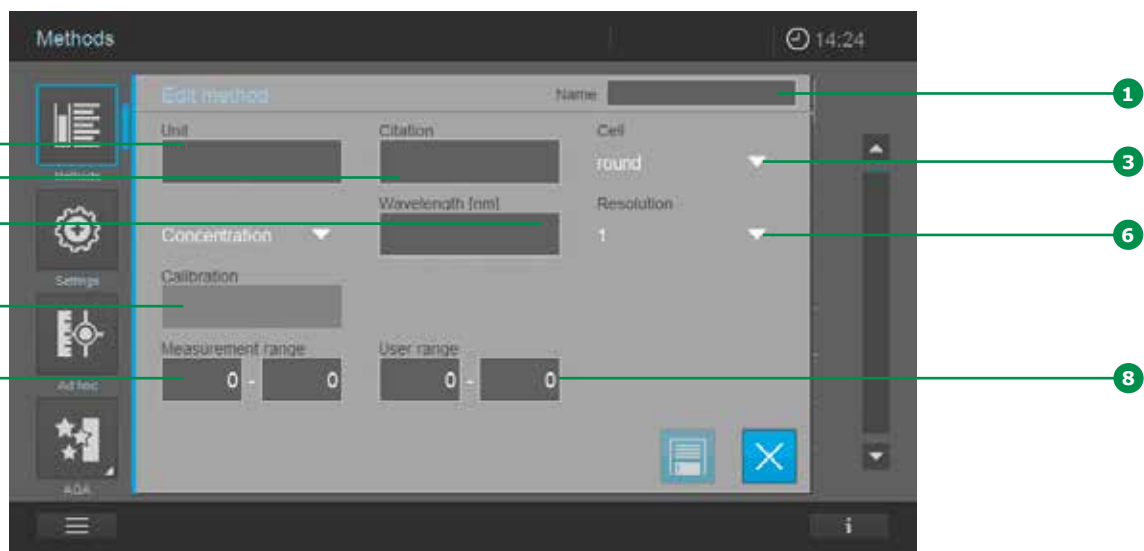 Methods 14:24
Edit method Name 1
Unit Citation Cell
round 3
Methods
Wavelength [nm] Resolution
Concentration 1 6
Settings Calibration
Measurement range User range
0 - 0 0 - 0 8
Ad hoc
AQA
i